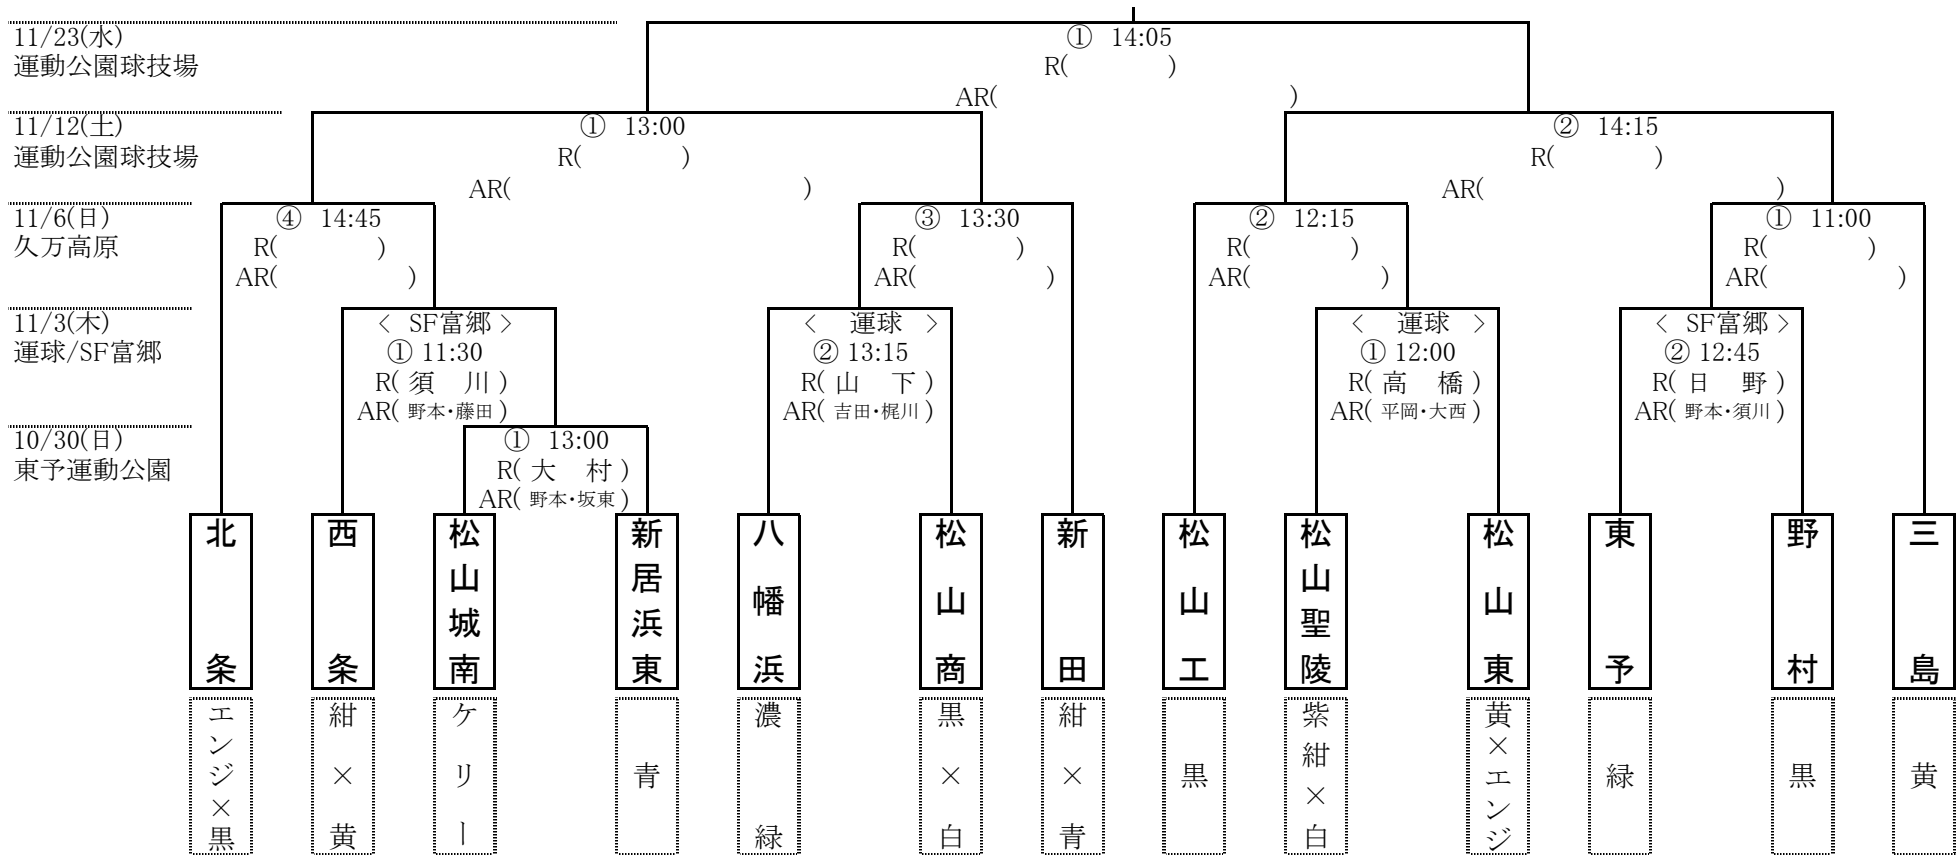 11/23(水)
運動公園球技場
① 14:05
R( )
AR( )
11/12(土)
運動公園球技場
① 13:00
R( )
AR( )
② 14:15
R( )
AR( )
11/6(日)
久万高原
④ 14:45
R( )
AR( )
③ 13:30
R( )
AR( )
② 12:15
R( )
AR( )
① 11:00
R( )
AR( )
11/3(木)
運球/SF富郷
< SF富郷 >
① 11:30
R( 須 川 )
AR( 野本・藤田 )
< 運球 >
② 13:15
R( 山 下 )
AR( 吉田・梶川 )
< 運球 >
① 12:00
R( 高 橋 )
AR( 平岡・大西 )
< SF富郷 >
② 12:45
R( 日 野 )
AR( 野本・須川 )
10/30(日)
東予運動公園
① 13:00
R( 大 村 )
AR( 野本・坂東 )
北条
西条
松山城南
新居浜東
八幡浜
松山商
新田
松山工
松山聖陵
松山東
東予
野村
三島
エンジ×黒
紺×黄
ケリー
青
濃緑
黒×白
紺×青
黒
紫紺×白
黄×エンジ
緑
黒
黄